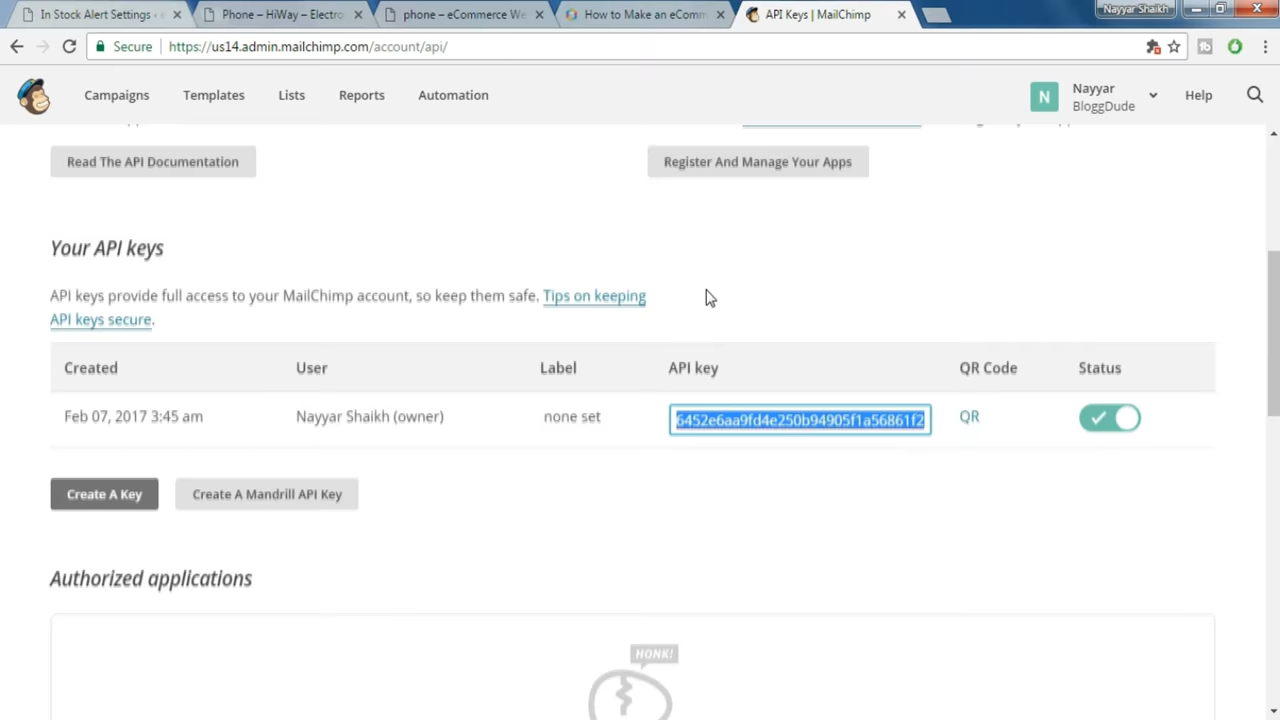 In Stock Alert Settings ‹
Phone – HiWay – Electro
phone – eCommerce We
How to Make an eComm
API Keys | MailChimp
Nayyar Shaikh
Secure
https://us14.admin.mailchimp.com/account/api/
Campaigns Templates Lists Reports Automation
N
Nayyar
BloggDude
Help
Read The API Documentation
Register And Manage Your Apps
Your API keys
API keys provide full access to your MailChimp account, so keep them safe. Tips on keeping
API keys secure.
Created User Label API key QR Code Status
Feb 07, 2017 3:45 am Nayyar Shaikh (owner) none set 6452e6aa9fd4e250b94905f1a56861f2 QR
Create A Key Create A Mandrill API Key
Authorized applications
HONK!